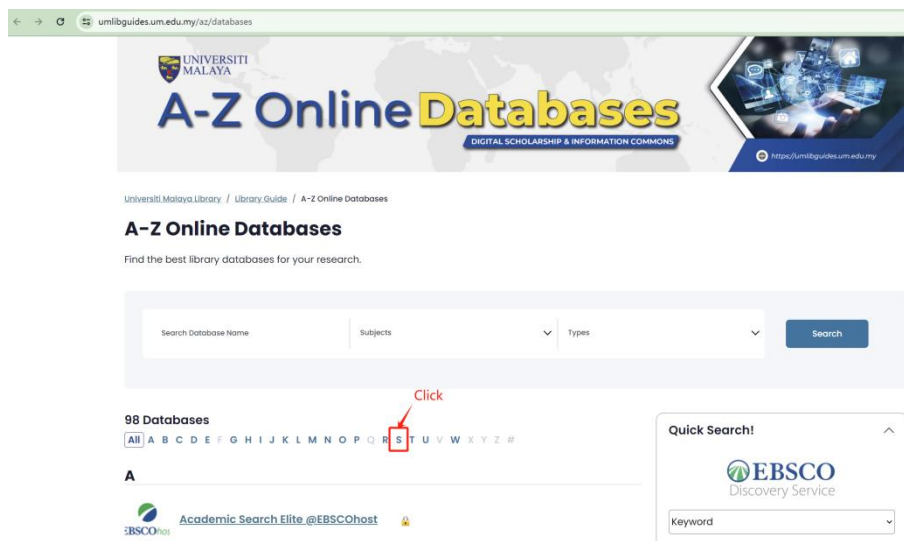 umlibguides.um.edu.my/az/databases
UNIVERSITI
MALAYA
A-Z Online Databases
DIGITAL SCHOLARSHIP & INFORMATION COMMONS
https://umlibguides.um.edu.my
Universiti Malaya Library / Library Guide / A-Z Online Databases
A-Z Online Databases
Find the best library databases for your research.
Search Database Name
Subjects
Types
Search
Click
98 Databases
All A B C D E F G H I J K L M N O P Q R S T U V W X Y Z #
A
EBSCOhos
Academic Search Elite @EBSCOhost
Quick Search!
EBSCO
Discovery Service
Keyword